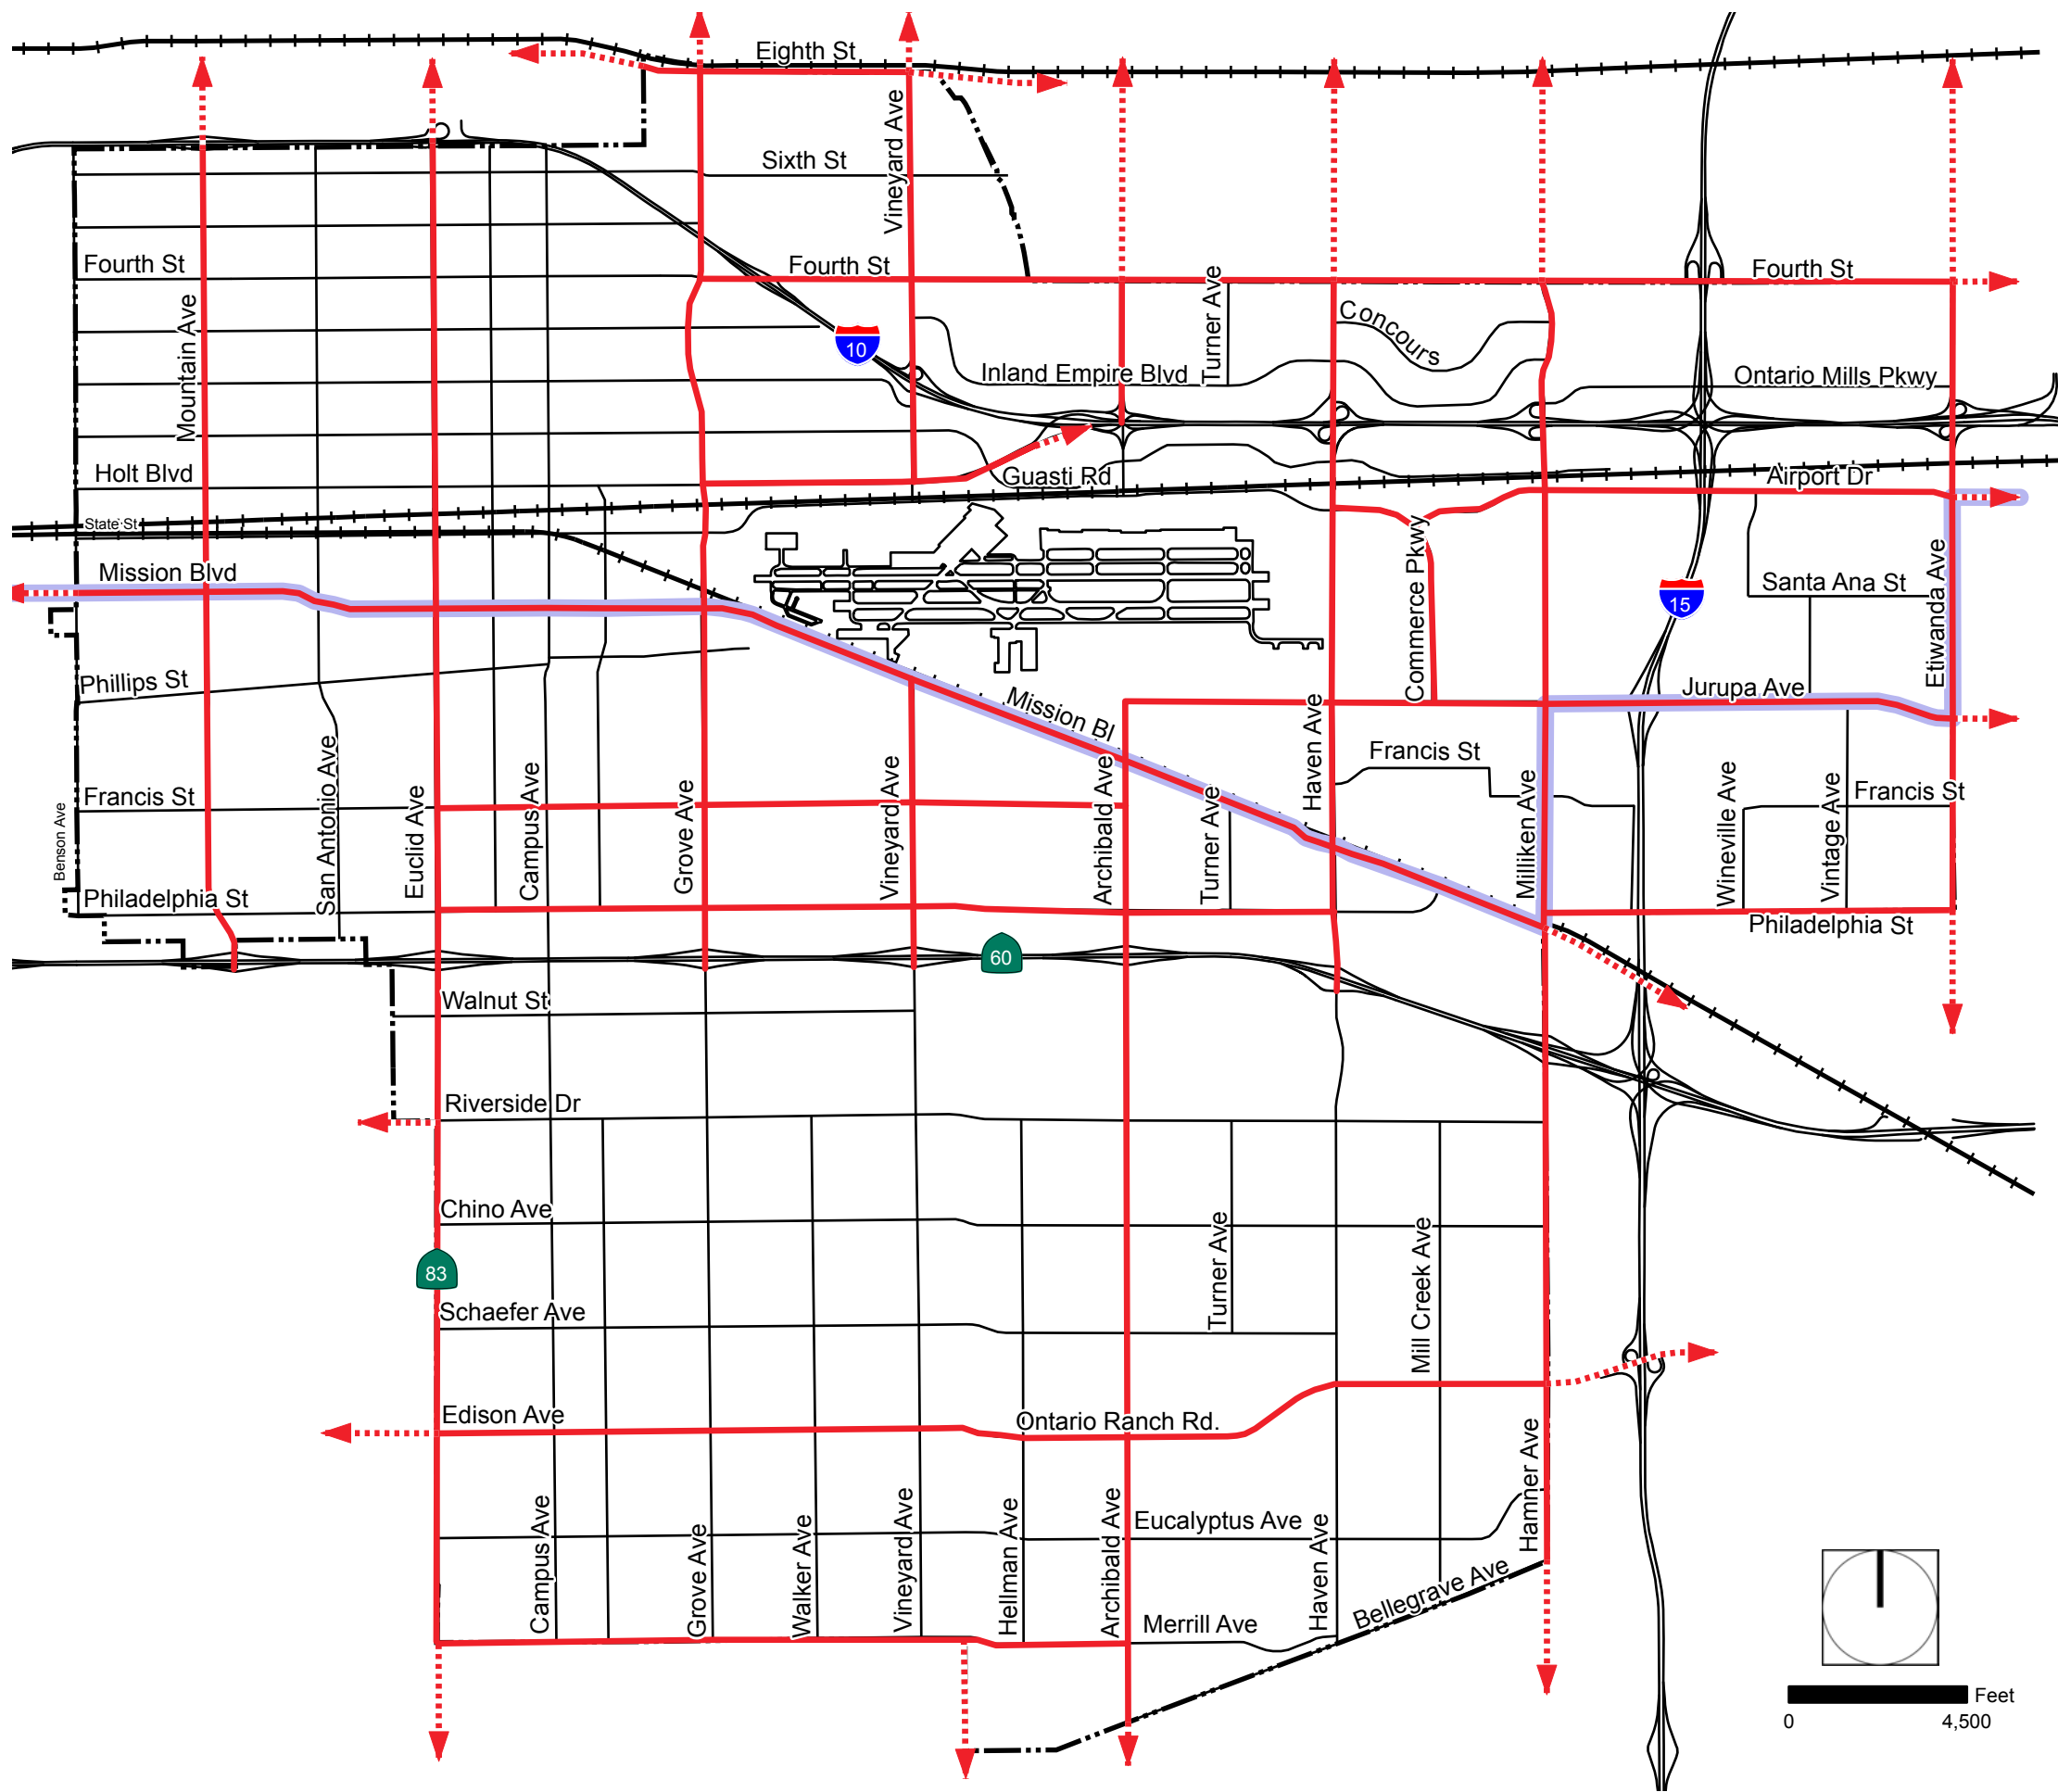 Eighth St
Vineyard Ave
Sixth St
Fourth St
Fourth St
Fourth St
Mountain Ave
Turner Ave
Concours
10
Inland Empire Blvd
Ontario Mills Pkwy
Holt Blvd
Guasti Rd
Airport Dr
State St
Mission Blvd
Commerce Pkwy
Etiwanda Ave
Santa Ana St
15
Phillips St
Jurupa Ave
Mission Bl
Haven Ave
Francis St
Francis St
Francis St
Benson Ave
San Antonio Ave
Euclid Ave
Campus Ave
Grove Ave
Vineyard Ave
Archibald Ave
Turner Ave
Milliken Ave
Wineville Ave
Vintage Ave
Philadelphia St
Philadelphia St
60
Walnut St
Riverside Dr
Chino Ave
Turner Ave
Mill Creek Ave
83
Schaefer Ave
Edison Ave
Ontario Ranch Rd.
Hamner Ave
Campus Ave
Grove Ave
Walker Ave
Vineyard Ave
Hellman Ave
Archibald Ave
Eucalyptus Ave
Haven Ave
Bellegrave Ave
Merrill Ave
Feet
0 4,500